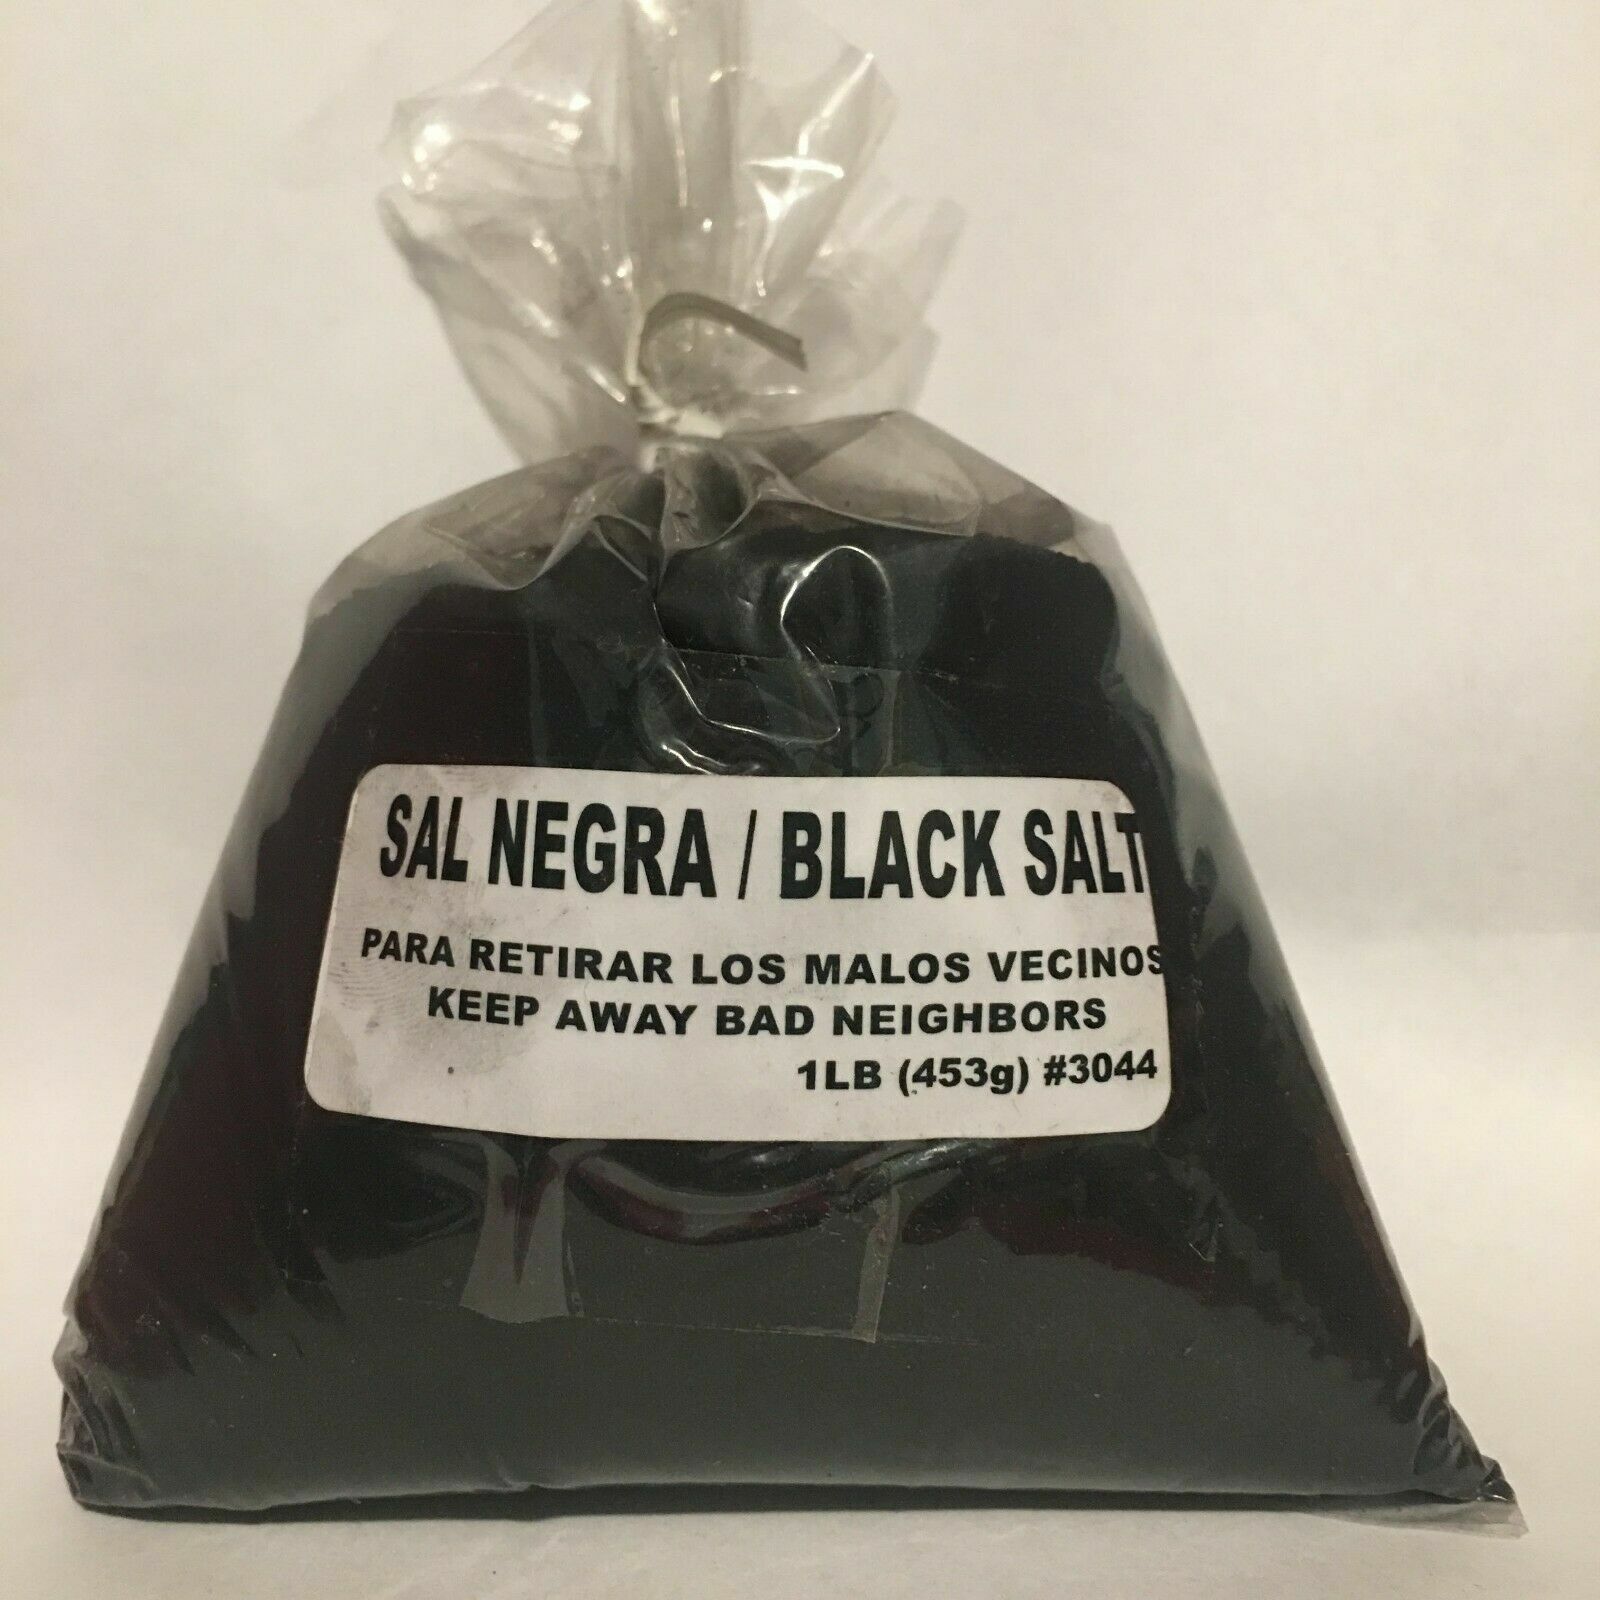 SAL NEGRA / BLACK SALT
PARA RETIRAR LOS MALOS VECINOS
KEEP AWAY BAD NEIGHBORS
1LB (453g) #3044